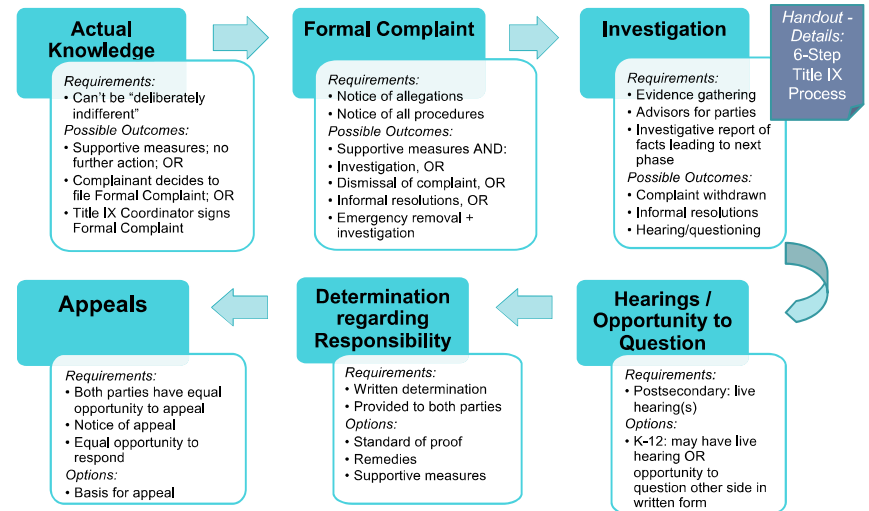 Actual
Knowledge
Requirements:
• Can't be "deliberately
indifferent"
Possible Outcomes:
• Supportive measures; no
further action; OR
• Complainant decides to
file Formal Complaint; OR
• Title IX Coordinator signs
Formal Complaint
Formal Complaint
Requirements:
• Notice of allegations
• Notice of all procedures
Possible Outcomes:
• Supportive measures AND:
• Investigation, OR
• Dismissal of complaint, OR
• Informal resolutions, OR
• Emergency removal +
investigation
Investigation
Requirements:
• Evidence gathering
• Advisors for parties
• Investigative report of
facts leading to next
phase
Possible Outcomes:
• Complaint withdrawn
• Informal resolutions
• Hearing/questioning
Handout -
Details:
6-Step
Title IX
Process
Hearings /
Opportunity to
Question
Requirements:
• Postsecondary: live
hearing(s)
Options:
• K-12: may have live
hearing OR
opportunity to
question other side in
written form
Determination
regarding
Responsibility
Requirements:
• Written determination
• Provided to both parties
Options:
• Standard of proof
• Remedies
• Supportive measures
Appeals
Requirements:
• Both parties have equal
opportunity to appeal
• Notice of appeal
• Equal opportunity to
respond
Options:
• Basis for appeal